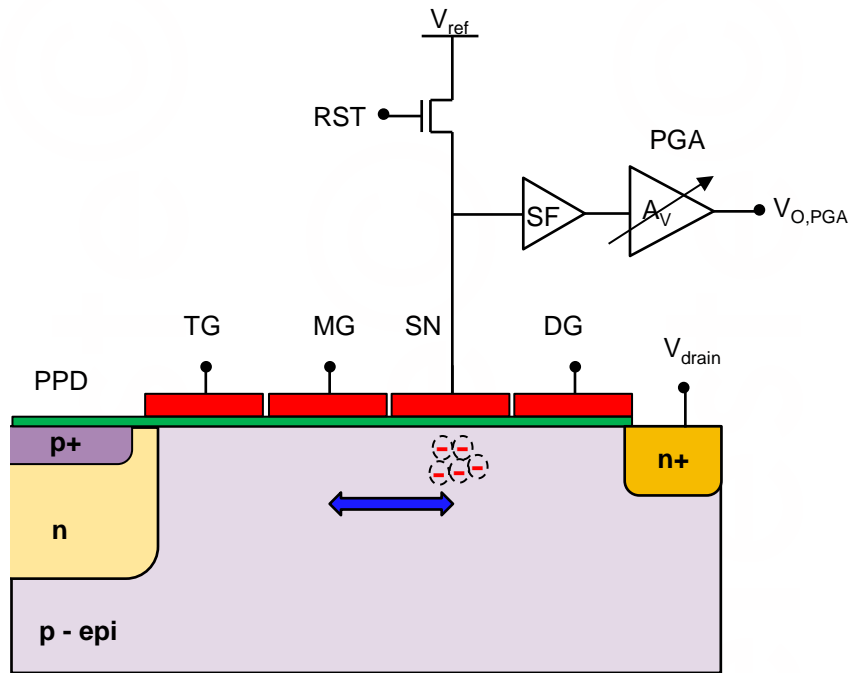 V_ref
RST
PGA
SF
A_V
V_O,PGA
TG MG SN DG
V_drain
PPD
p+
n+
n
p - epi